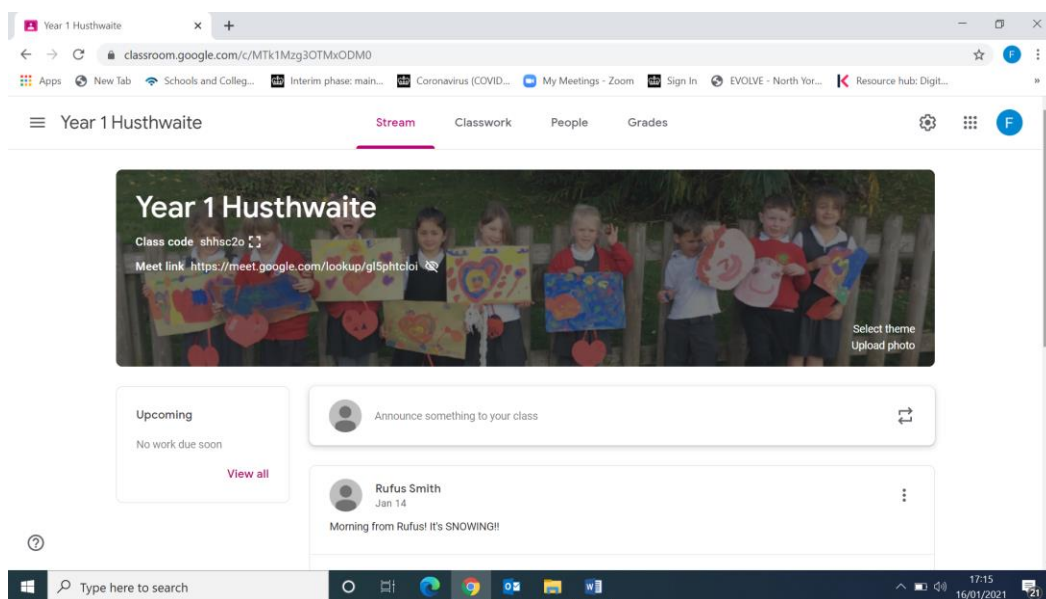 Year 1 Husthwaite
classroom.google.com/c/MTk1Mzg3OTMxODM0
F
Apps New Tab Schools and Colleg... Interim phase: main... Coronavirus (COVID... My Meetings - Zoom Sign In EVOLVE - North Yor... Resource hub: Digit... »
Year 1 Husthwaite Stream Classwork People Grades F
Year 1 Husthwaite
Class code shhsc2o
Meet link https://meet.google.com/lookup/gl5phtcloi
Select theme
Upload photo
Upcoming
No work due soon
View all
Announce something to your class
Rufus Smith
Jan 14
Morning from Rufus! It's SNOWING!!
Type here to search
17:15
16/01/2021
21